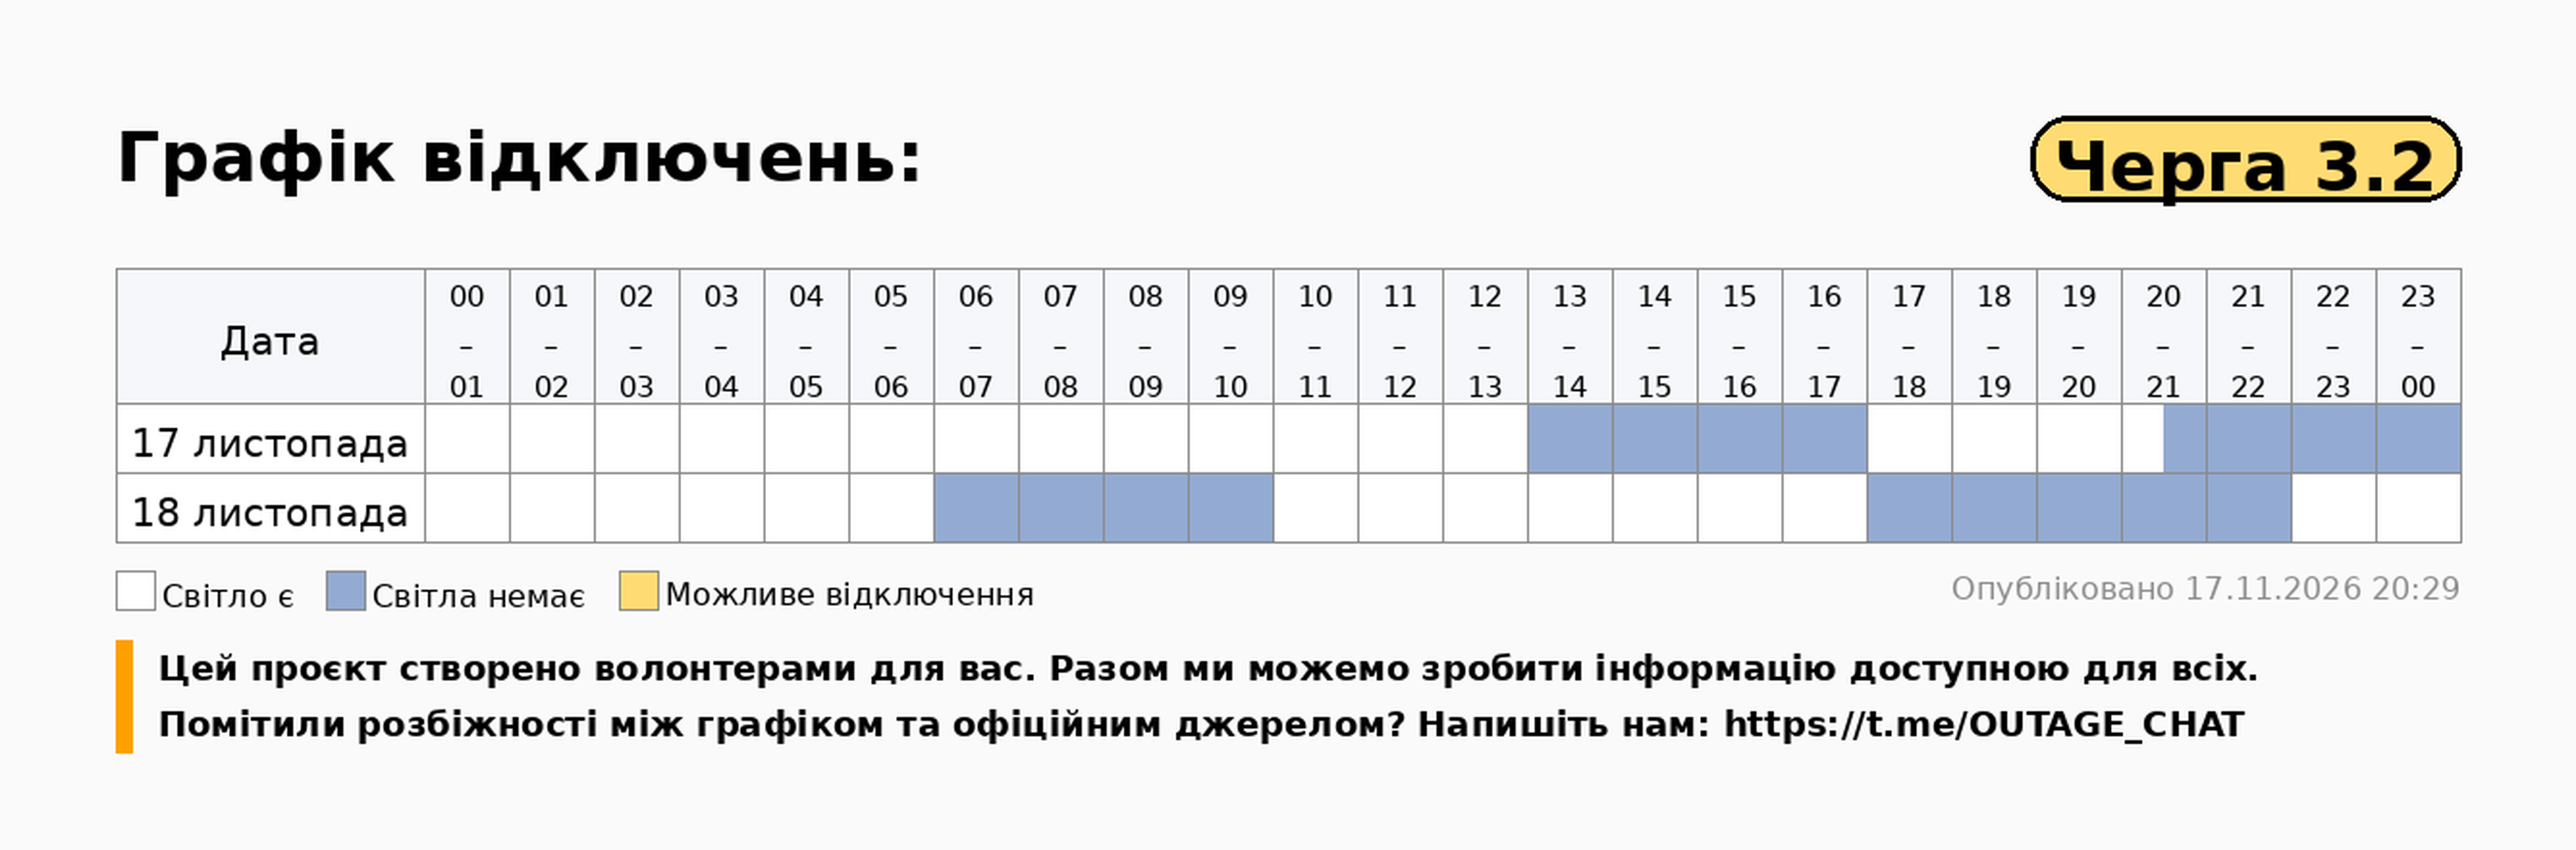 Графік відключень:
Черга 3.2
Дата 00 – 01 01 – 02 02 – 03 03 – 04 04 – 05 05 – 06 06 – 07 07 – 08 08 – 09 09 – 10 10 – 11 11 – 12 12 – 13 13 – 14 14 – 15 15 – 16 16 – 17 17 – 18 18 – 19 19 – 20 20 – 21 21 – 22 22 – 23 23 – 00
17 листопада
18 листопада
Світло є Світла немає Можливе відключення
Опубліковано 17.11.2026 20:29
Цей проєкт створено волонтерами для вас. Разом ми можемо зробити інформацію доступною для всіх.
Помітили розбіжності між графіком та офіційним джерелом? Напишіть нам: https://t.me/OUTAGE_CHAT